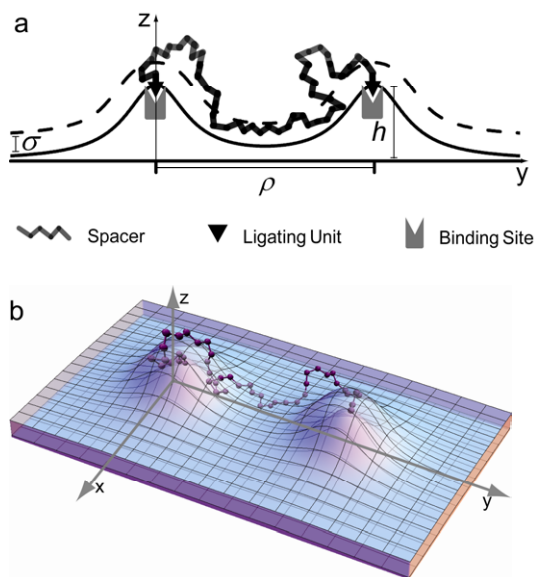 a
z
σ
h
ρ
y
Spacer
Ligating Unit
Binding Site
b
z
x
y